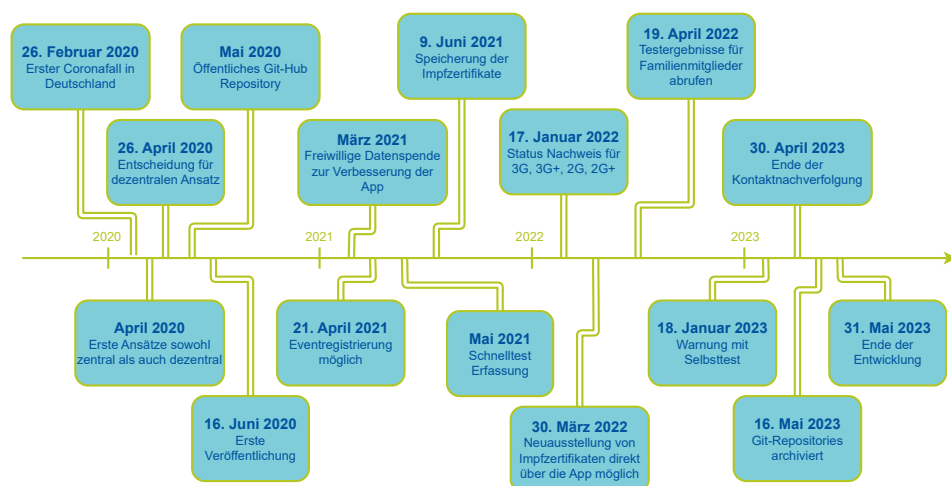 26. Februar 2020
Erster Coronafall in
Deutschland
Mai 2020
Öffentliches Git-Hub
Repository
9. Juni 2021
Speicherung der
Impfzertifikate
19. April 2022
Testergebnisse für
Familienmitglieder
abrufen
26. April 2020
Entscheidung für
dezentralen Ansatz
März 2021
Freiwillige Datenspende
zur Verbesserung der
App
17. Januar 2022
Status Nachweis für
3G, 3G+, 2G, 2G+
30. April 2023
Ende der
Kontaktnachverfolgung
2020
2021
2022
2023
April 2020
Erste Ansätze sowohl
zentral als auch dezentral
21. April 2021
Eventregistrierung
möglich
Mai 2021
Schnelltest
Erfassung
18. Januar 2023
Warnung mit
Selbsttest
31. Mai 2023
Ende der
Entwicklung
16. Juni 2020
Erste
Veröffentlichung
30. März 2022
Neuausstellung von
Impfzertifikaten direkt
über die App möglich
16. Mai 2023
Git-Repositories
archiviert